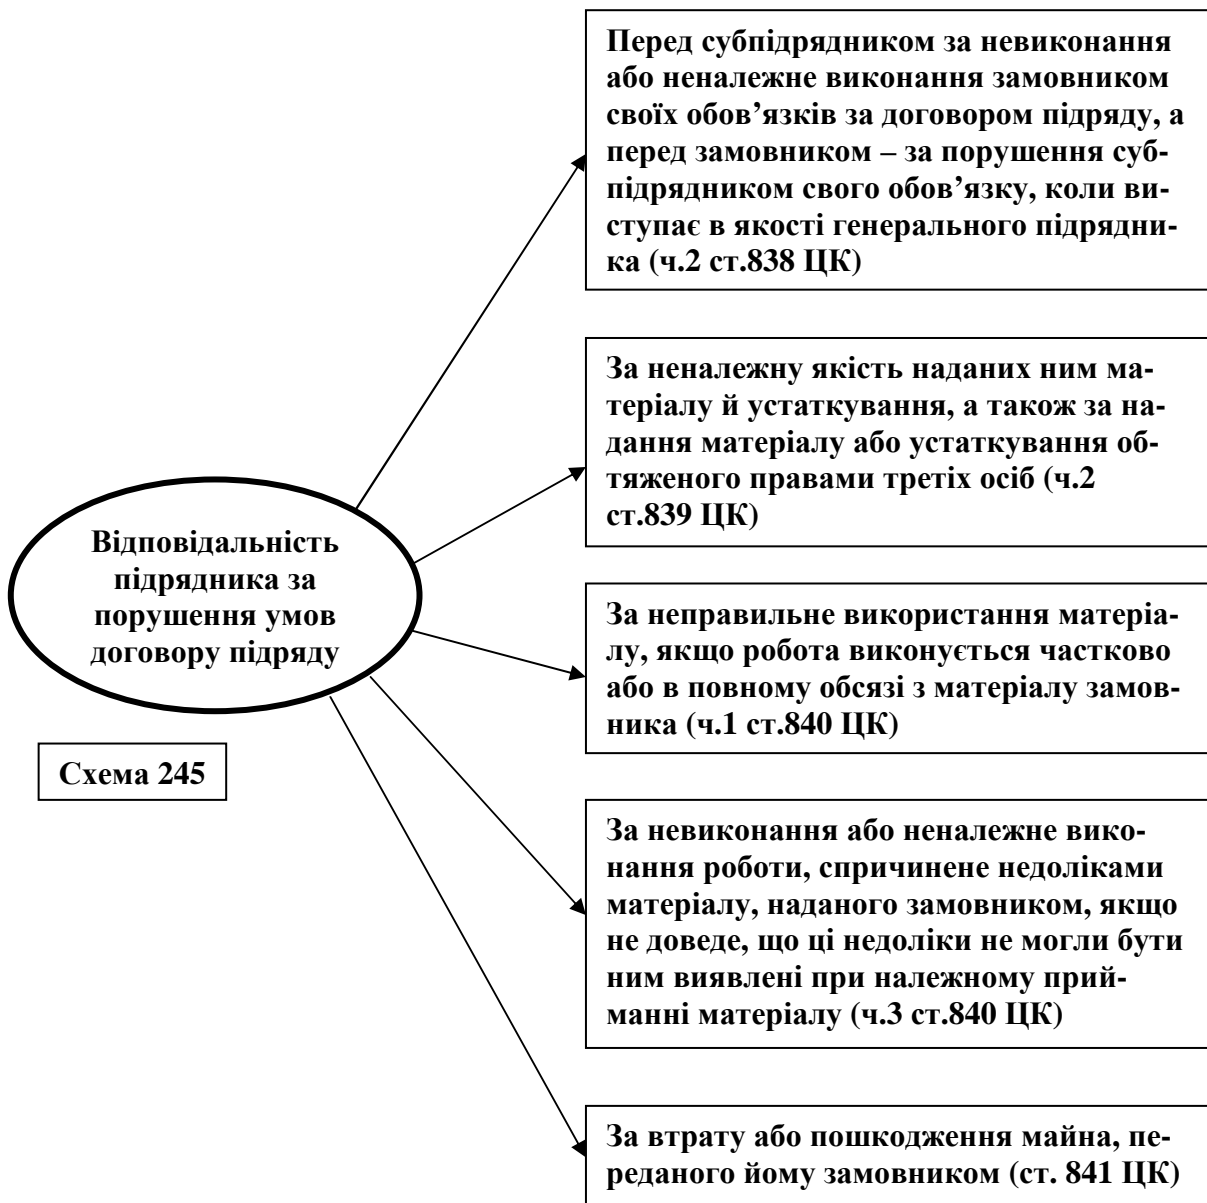 Перед субпідрядником за невиконання
або неналежне виконання замовником
своїх обов’язків за договором підряду, а
перед замовником – за порушення суб-
підрядником свого обов’язку, коли ви-
ступає в якості генерального підрядни-
ка (ч.2 ст.838 ЦК)
За неналежну якість наданих ним ма-
теріалу й устаткування, а також за на-
дання матеріалу або устаткування об-
тяженого правами третіх осіб (ч.2
ст.839 ЦК)
Відповідальність
підрядника за
порушення умов
договору підряду
За неправильне використання матеріа-
лу, якщо робота виконується частково
або в повному обсязі з матеріалу замов-
ника (ч.1 ст.840 ЦК)
Схема 245
За невиконання або неналежне вико-
нання роботи, спричинене недоліками
матеріалу, наданого замовником, якщо
не доведе, що ці недоліки не могли бути
ним виявлені при належному прий-
манні матеріалу (ч.3 ст.840 ЦК)
За втрату або пошкодження майна, пе-
реданого йому замовником (ст. 841 ЦК)